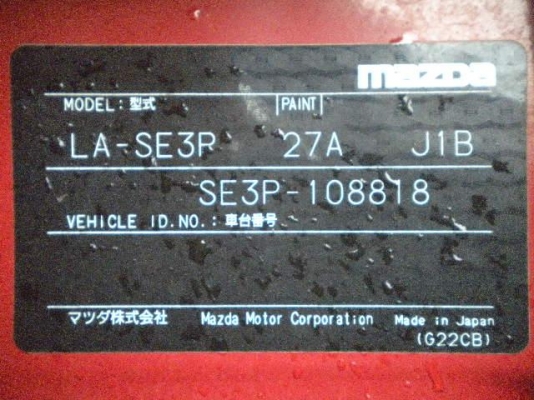 mazda
MODEL: 型式 PAINT
LA-SE3P 27A J1B
SE3P-108818
VEHICLE ID.NO.: 車台番号
マツダ株式会社 Mazda Motor Corporation Made in Japan
(G22CB)